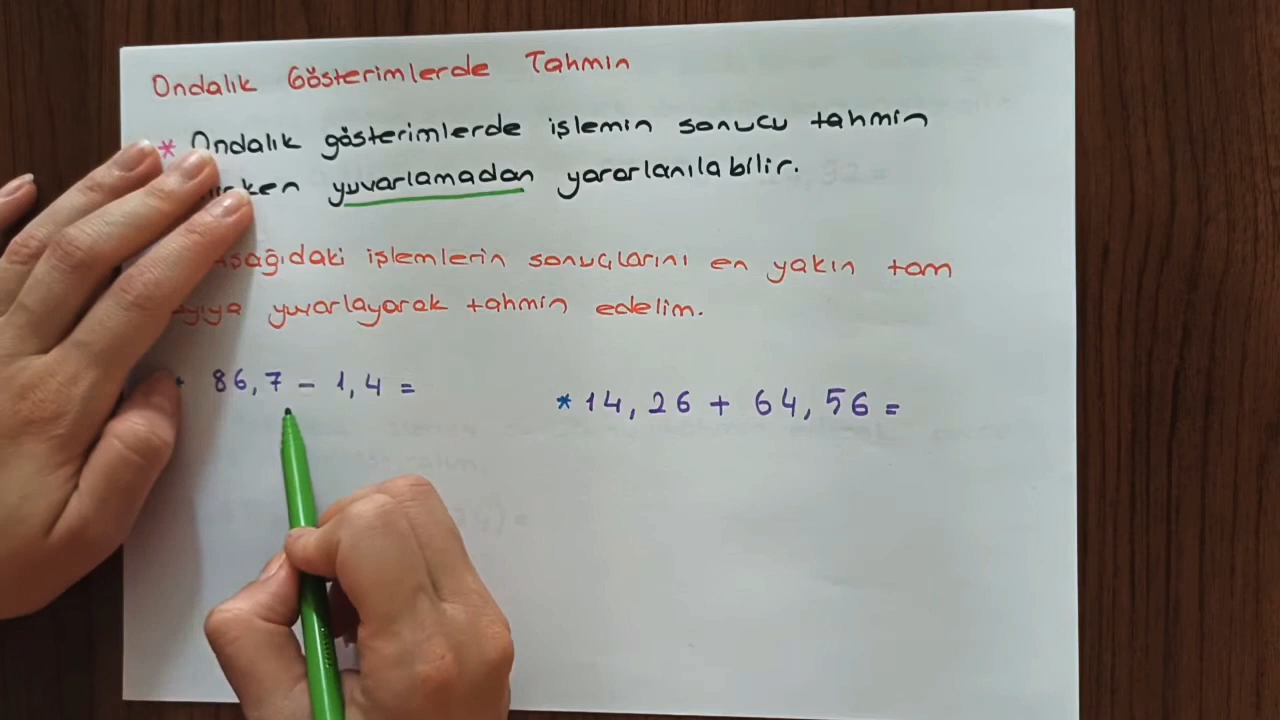 Ondalık Gösterimlerde Tahmin
* Ondalık gösterimlerde işlemin sonucu tahmin
yuvarlamadan yararlanılabilir.
Aşağıdaki işlemlerin sonuçlarını en yakın tam
yuvarlayarak tahmin edelim.
* 86,7 - 1,4 =
* 14,26 + 64,56 =